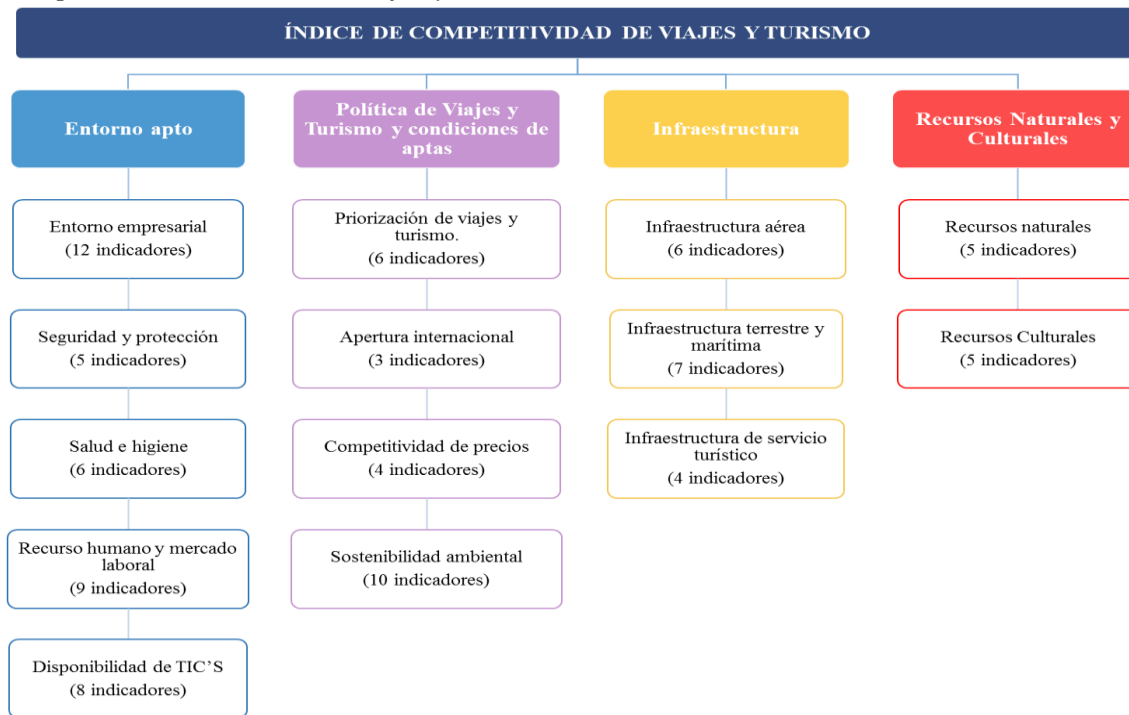 ÍNDICE DE COMPETITIVIDAD DE VIAJES Y TURISMO
Entorno apto
Entorno empresarial
(12 indicadores)
Seguridad y protección
(5 indicadores)
Salud e higiene
(6 indicadores)
Recurso humano y mercado
laboral
(9 indicadores)
Disponibilidad de TIC’S
(8 indicadores)
Política de Viajes y
Turismo y condiciones de
aptas
Priorización de viajes y
turismo.
(6 indicadores)
Apertura internacional
(3 indicadores)
Competitividad de precios
(4 indicadores)
Sostenibilidad ambiental
(10 indicadores)
Infraestructura
Infraestructura aérea
(6 indicadores)
Infraestructura terrestre y
marítima
(7 indicadores)
Infraestructura de servicio
turístico
(4 indicadores)
Recursos Naturales y
Culturales
Recursos naturales
(5 indicadores)
Recursos Culturales
(5 indicadores)